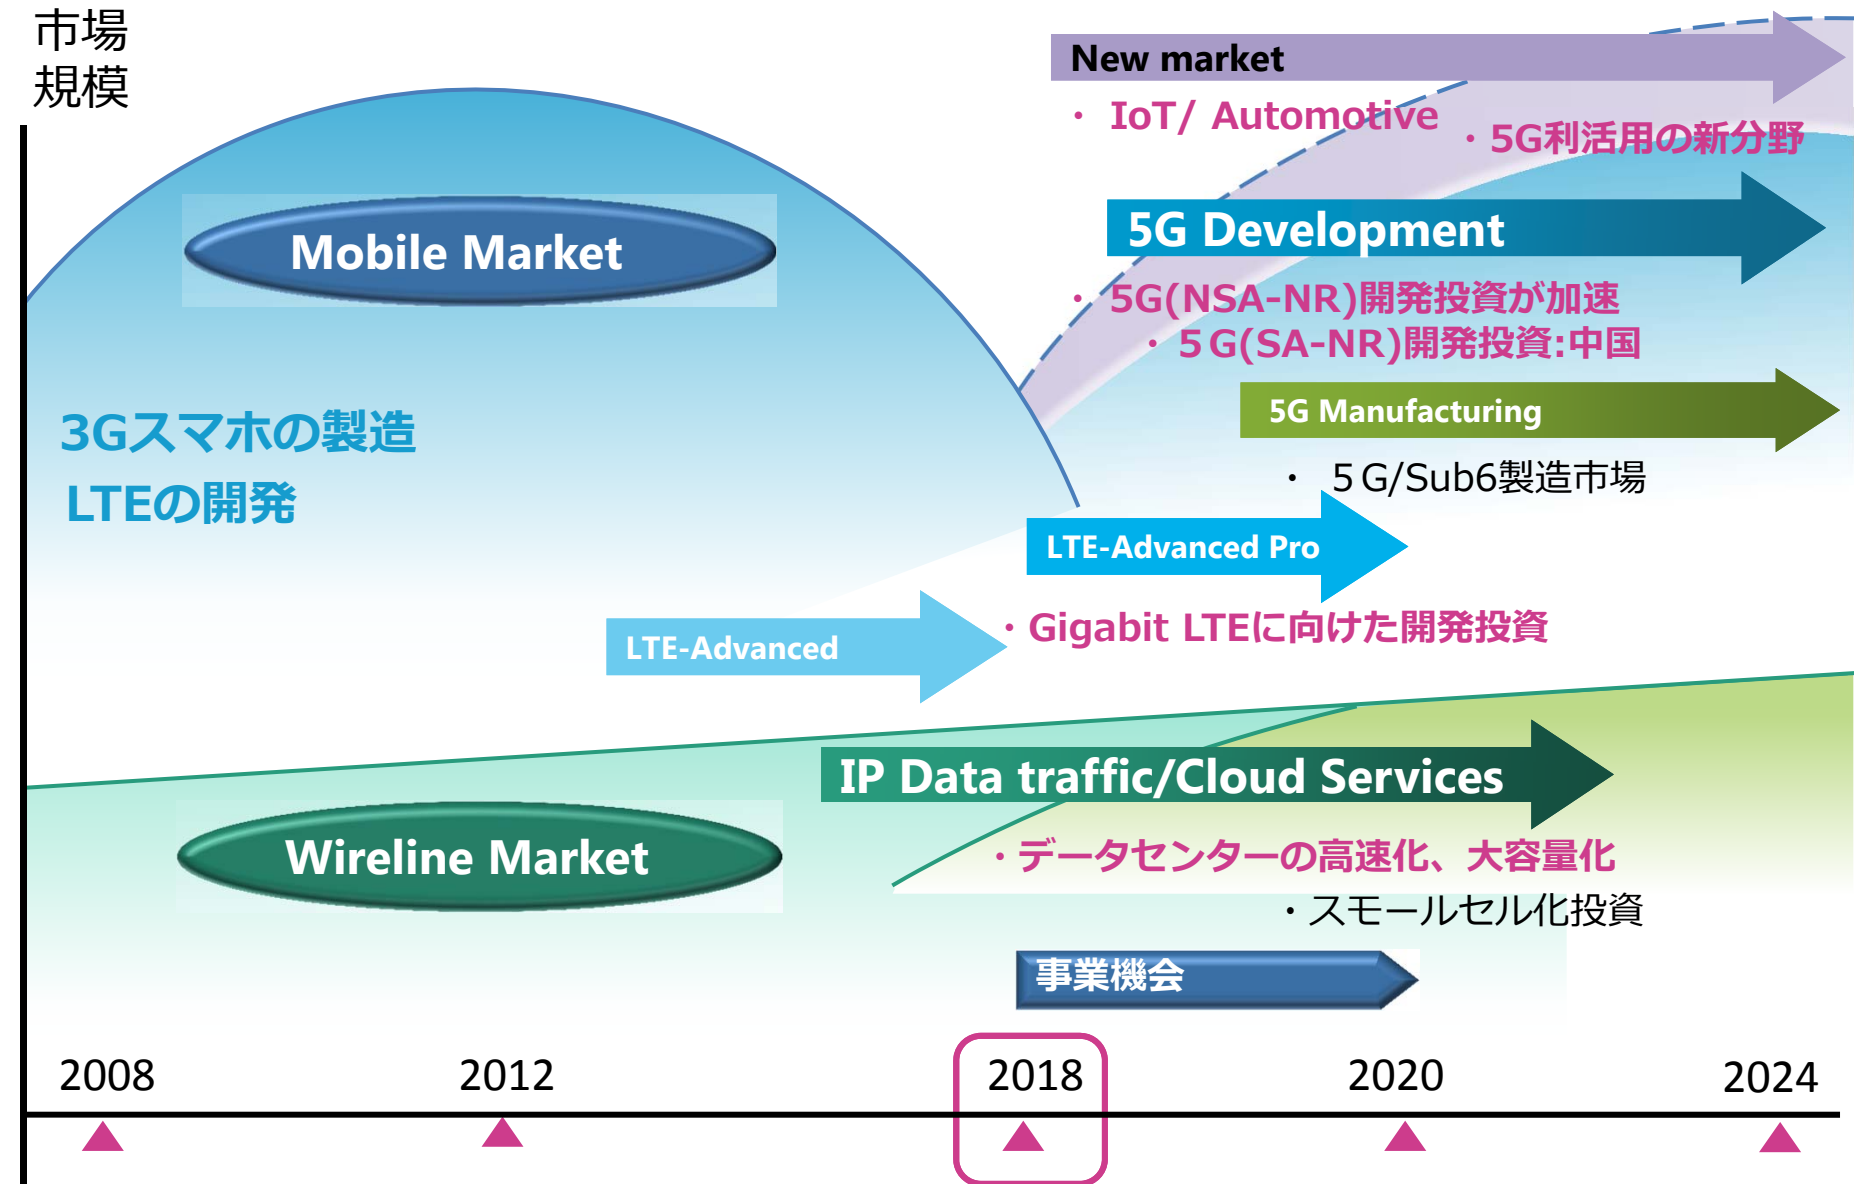 市場
規模
New market
・ IoT/ Automotive
・5G利活用の新分野
5G Development
Mobile Market
・ 5G(NSA-NR)開発投資が加速
・５G(SA-NR)開発投資:中国
5G Manufacturing
3Gスマホの製造
LTEの開発
・ ５G/Sub6製造市場
LTE-Advanced Pro
・Gigabit LTEに向けた開発投資
LTE-Advanced
IP Data traffic/Cloud Services
Wireline Market
・データセンターの高速化、大容量化
・スモールセル化投資
事業機会
2008 2012 2018 2020 2024